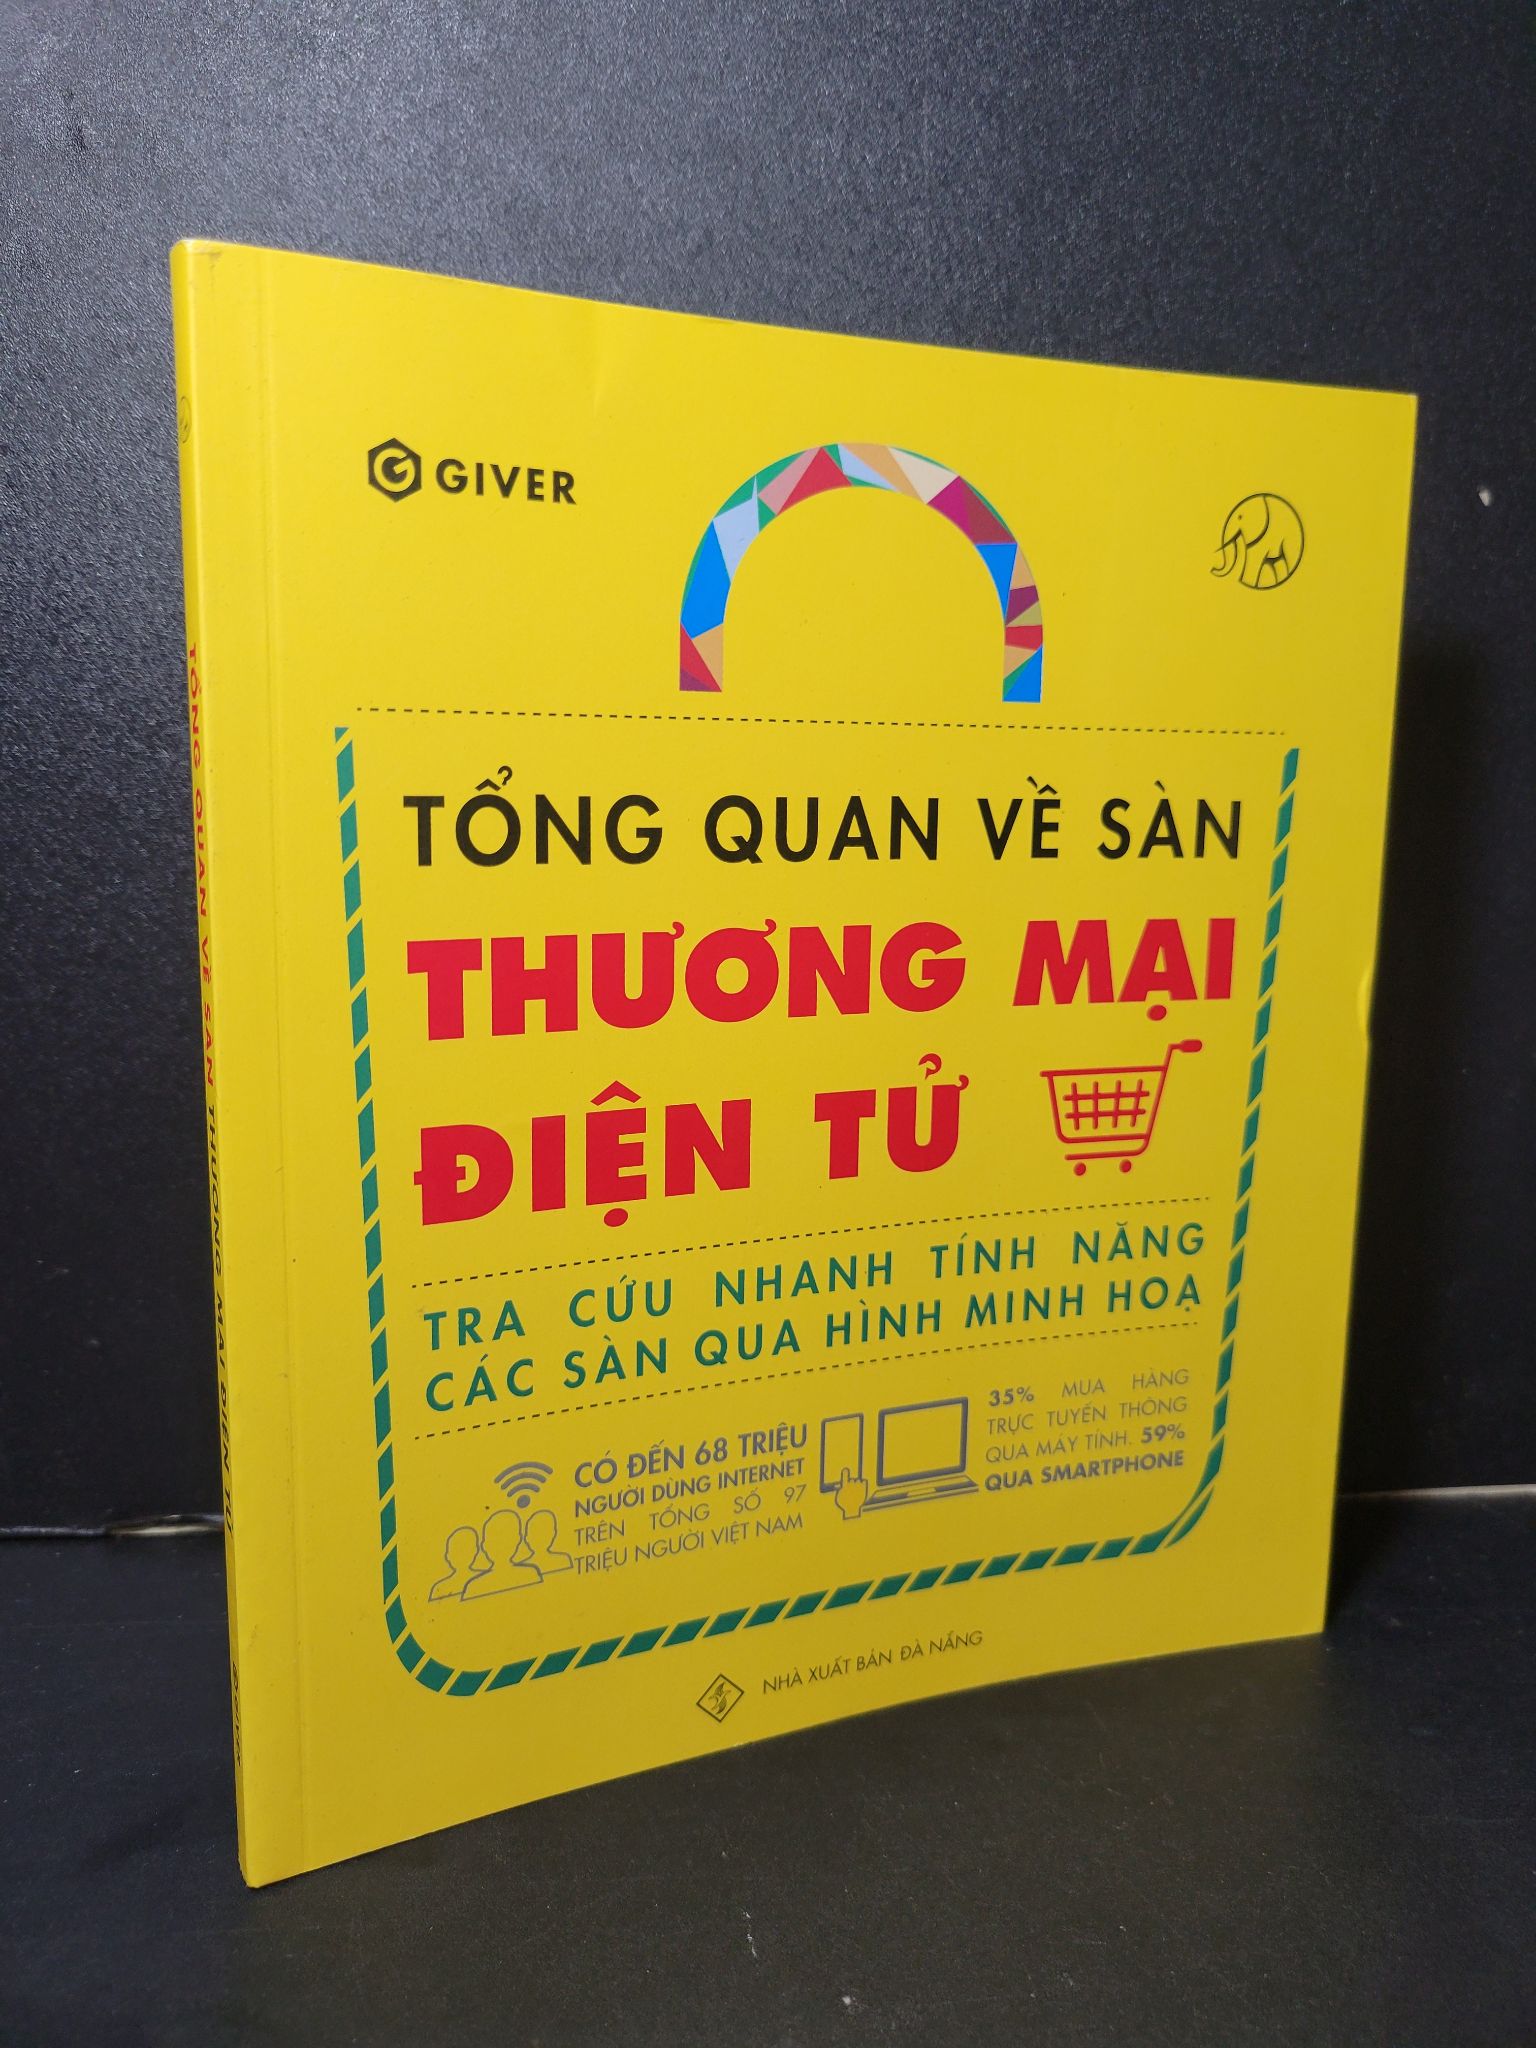 GIVER
TỔNG QUAN VỀ SÀN
THƯƠNG MẠI
ĐIỆN TỬ
TRA CỨU NHANH TÍNH NĂNG
CÁC SÀN QUA HÌNH MINH HOẠ
CÓ ĐẾN 68 TRIỆU
NGƯỜI DÙNG INTERNET
TRÊN TỔNG SỐ 97
TRIỆU NGƯỜI VIỆT NAM
35% MUA HÀNG
TRỰC TUYẾN THÔNG
QUA MÁY TÍNH. 59%
QUA SMARTPHONE
NHÀ XUẤT BẢN ĐÀ NẴNG
TỔNG QUAN VỀ SÀN THƯƠNG MẠI ĐIỆN TỬ